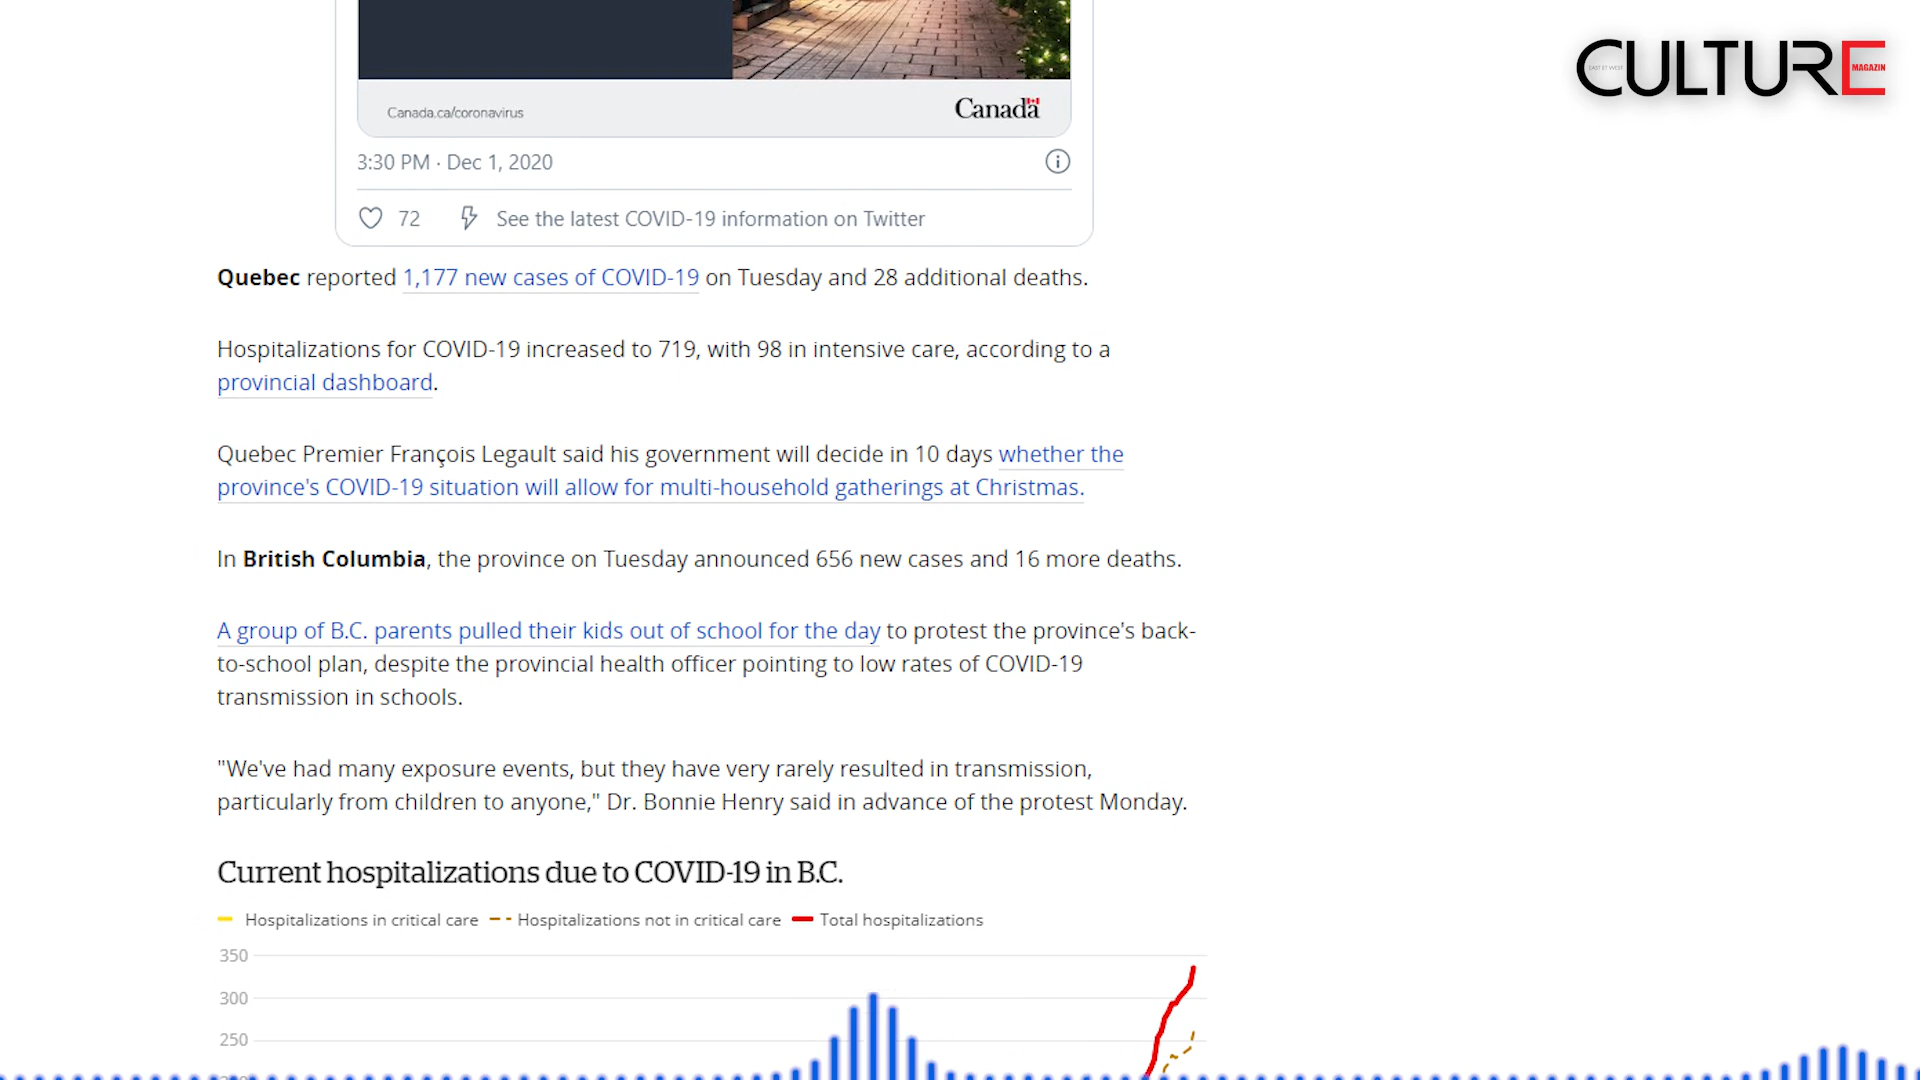 CULTURE
MAGAZIN
Canada.ca/coronavirus
Canada
3:30 PM · Dec 1, 2020
72 See the latest COVID-19 information on Twitter
Quebec reported 1,177 new cases of COVID-19 on Tuesday and 28 additional deaths.
Hospitalizations for COVID-19 increased to 719, with 98 in intensive care, according to a
provincial dashboard.
Quebec Premier François Legault said his government will decide in 10 days whether the
province's COVID-19 situation will allow for multi-household gatherings at Christmas.
In British Columbia, the province on Tuesday announced 656 new cases and 16 more deaths.
A group of B.C. parents pulled their kids out of school for the day to protest the province's back-
to-school plan, despite the provincial health officer pointing to low rates of COVID-19
transmission in schools.
"We've had many exposure events, but they have very rarely resulted in transmission,
particularly from children to anyone," Dr. Bonnie Henry said in advance of the protest Monday.
Current hospitalizations due to COVID-19 in B.C.
Hospitalizations in critical care Hospitalizations not in critical care Total hospitalizations
350
300
250